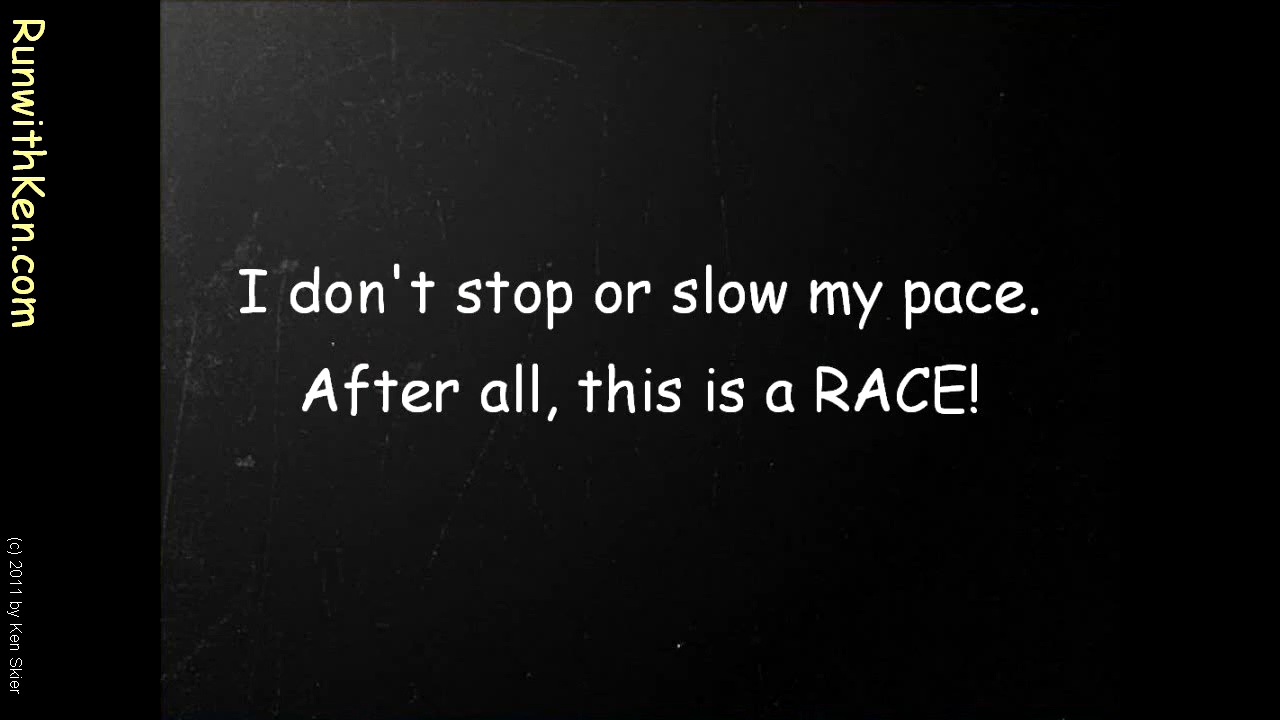 RunwithKen.com
I don't stop or slow my pace.
After all, this is a RACE!
(c) 2011 by Ken Skier